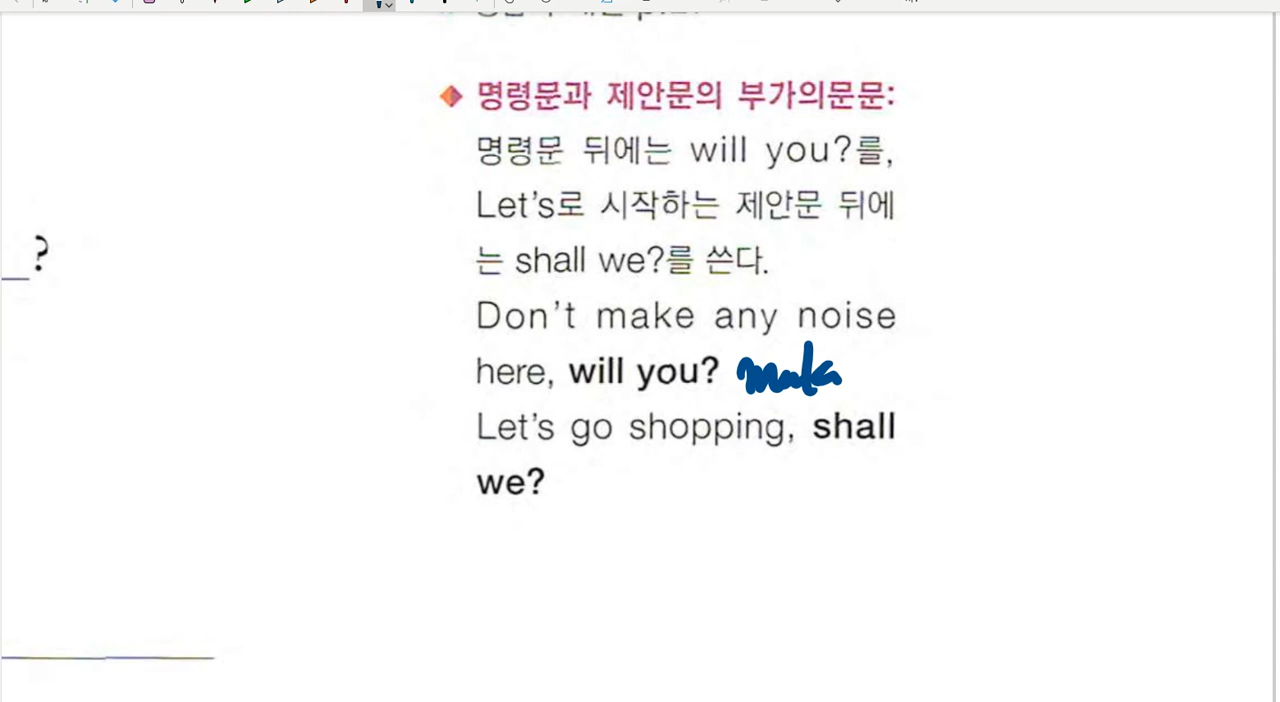 명령문과 제안문의 부가의문문:
명령문 뒤에는 will you?를,
Let's로 시작하는 제안문 뒤에
?
는 shall we?를 쓴다.
Don't make any noise
here, will you? make
Let's go shopping, shall
we?